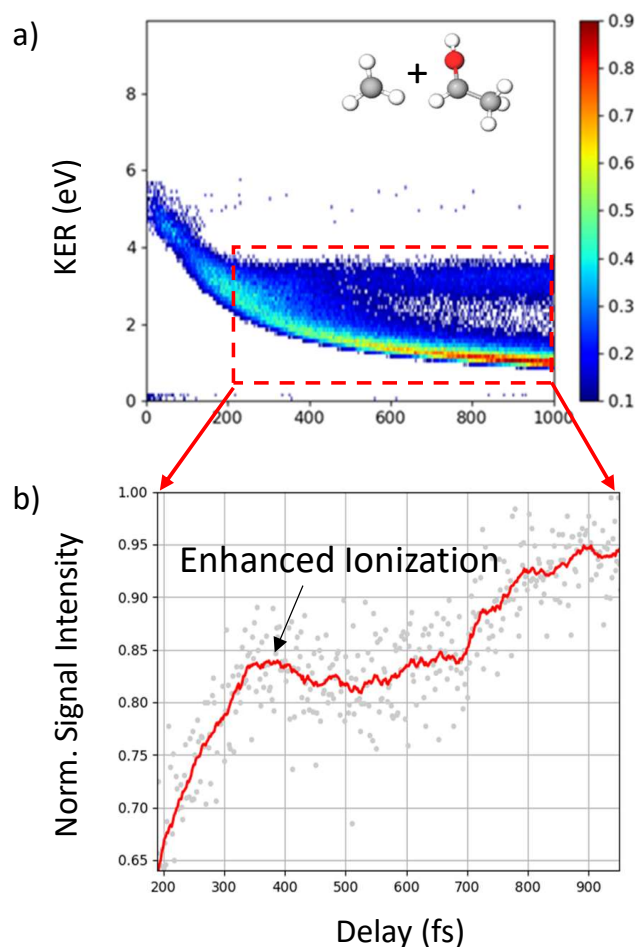 a)
+
KER (eV)
8
6
4
2
0
0 200 400 600 800 1000
0.9
0.8
0.7
0.6
0.5
0.4
0.3
0.2
0.1
b)
Norm. Signal Intensity
1.00
0.95
0.90
0.85
0.80
0.75
0.70
0.65
Enhanced Ionization
200 300 400 500 600 700 800 900
Delay (fs)